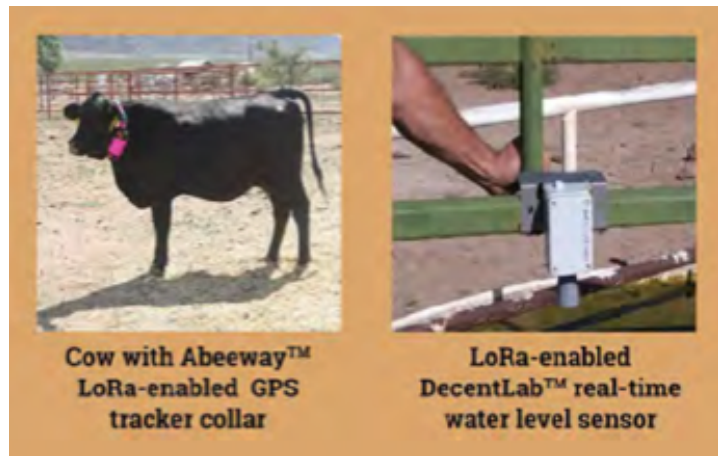 Cow with Abeeway™
LoRa-enabled GPS
tracker collar
LoRa-enabled
DecentLab™ real-time
water level sensor